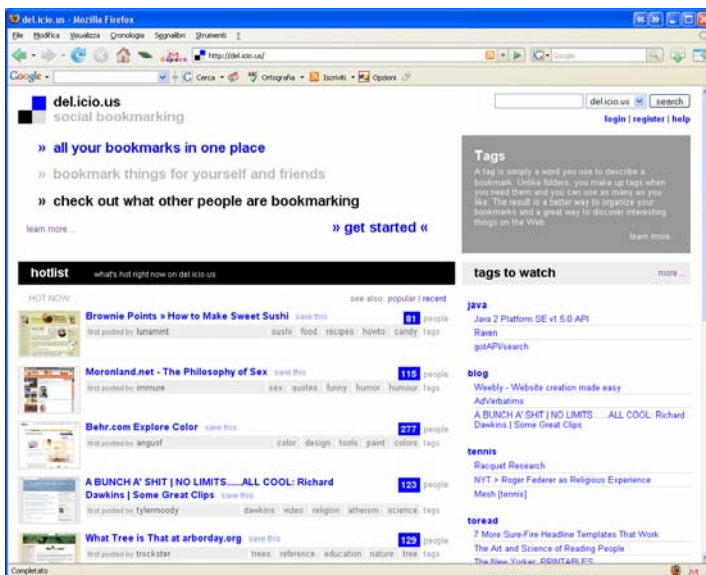 del.icio.us - Mozilla Firefox
File Modifica Visualizza Cronologia Segnalibri Strumenti ?
http://del.icio.us/
Google
Google Cerca Ortografia Iscriviti Opzioni
del.icio.us
social bookmarking
del.icio.us search
login | register | help
» all your bookmarks in one place
» bookmark things for yourself and friends
» check out what other people are bookmarking
learn more...
» get started «
Tags
A tag is simply a word you use to describe a
bookmark. Unlike folders, you make up tags when
you need them and you can use as many as you
like. The result is a better way to organize your
bookmarks and a great way to discover interesting
things on the Web.
learn more...
hotlist what's hot right now on del.icio.us
HOT NOW see also: popular | recent
Brownie Points » How to Make Sweet Sushi save this 81 people
first posted by lunamint sushi food recipes howto candy tags
Moronland.net - The Philosophy of Sex save this 115 people
first posted by immure sex quotes funny humor humour tags
Behr.com Explore Color save this 277 people
first posted by angusf color design tools paint colors tags
A BUNCH A' SHIT | NO LIMITS......ALL COOL: Richard
Dawkins | Some Great Clips save this 123 people
first posted by tylermoody dawkins video religion atheism science tags
What Tree is That at arborday.org save this 129 people
first posted by trxckster trees reference education nature tree tags
tags to watch more ...
java
Java 2 Platform SE v1.5.0 API
Raven
gotAPI/search
blog
Weebly - Website creation made easy
AdVerbatims
A BUNCH A' SHIT | NO LIMITS......ALL COOL: Richard
Dawkins | Some Great Clips
tennis
Racquet Research
NYT > Roger Federer as Religious Experience
Mesh [tennis]
toread
7 More Sure-Fire Headline Templates That Work
The Art and Science of Reading People
The New Yorker: PRINTABLES
Completato